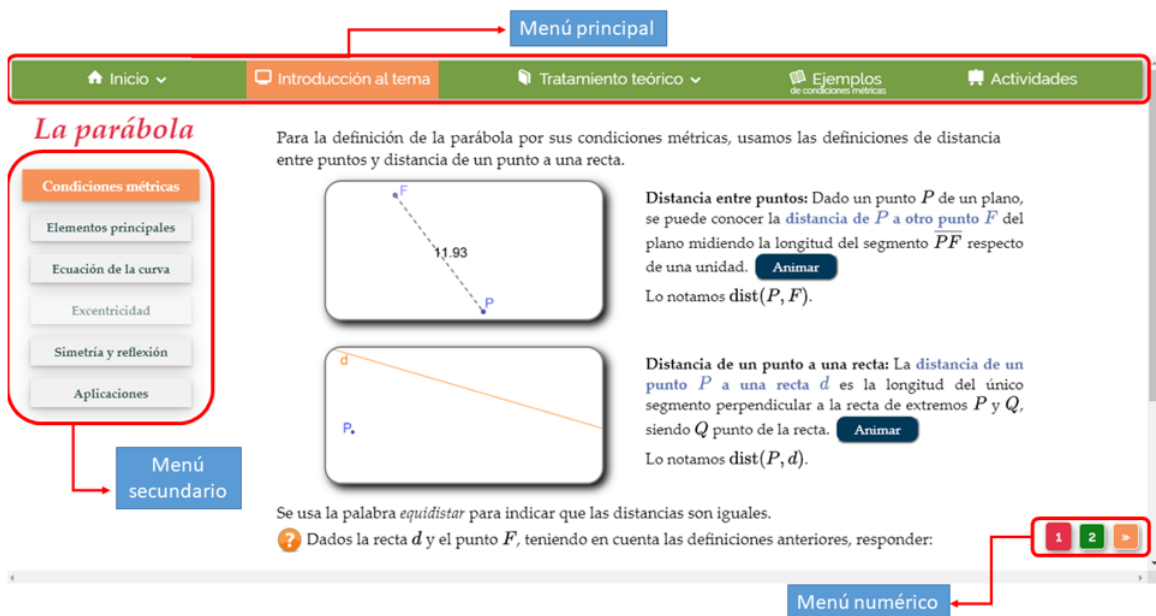 Menú principal
Inicio
Introducción al tema
Tratamiento teórico
Ejemplos
de condiciones métricas
Actividades
La parábola
Condiciones métricas
Elementos principales
Ecuación de la curva
Excentricidad
Simetría y reflexión
Aplicaciones
Menú
secundario
Para la definición de la parábola por sus condiciones métricas, usamos las definiciones de distancia
entre puntos y distancia de un punto a una recta.
F
11.93
P
Distancia entre puntos: Dado un punto P de un plano,
se puede conocer la distancia de P a otro punto F del
plano midiendo la longitud del segmento P̅F̅ respecto
de una unidad. Animar
Lo notamos dist(P, F).
d
P
Distancia de un punto a una recta: La distancia de un
punto P a una recta d es la longitud del único
segmento perpendicular a la recta de extremos P y Q,
siendo Q punto de la recta. Animar
Lo notamos dist(P, d).
Se usa la palabra equidistar para indicar que las distancias son iguales.
? Dados la recta d y el punto F, teniendo en cuenta las definiciones anteriores, responder:
1 2 »
Menú numérico